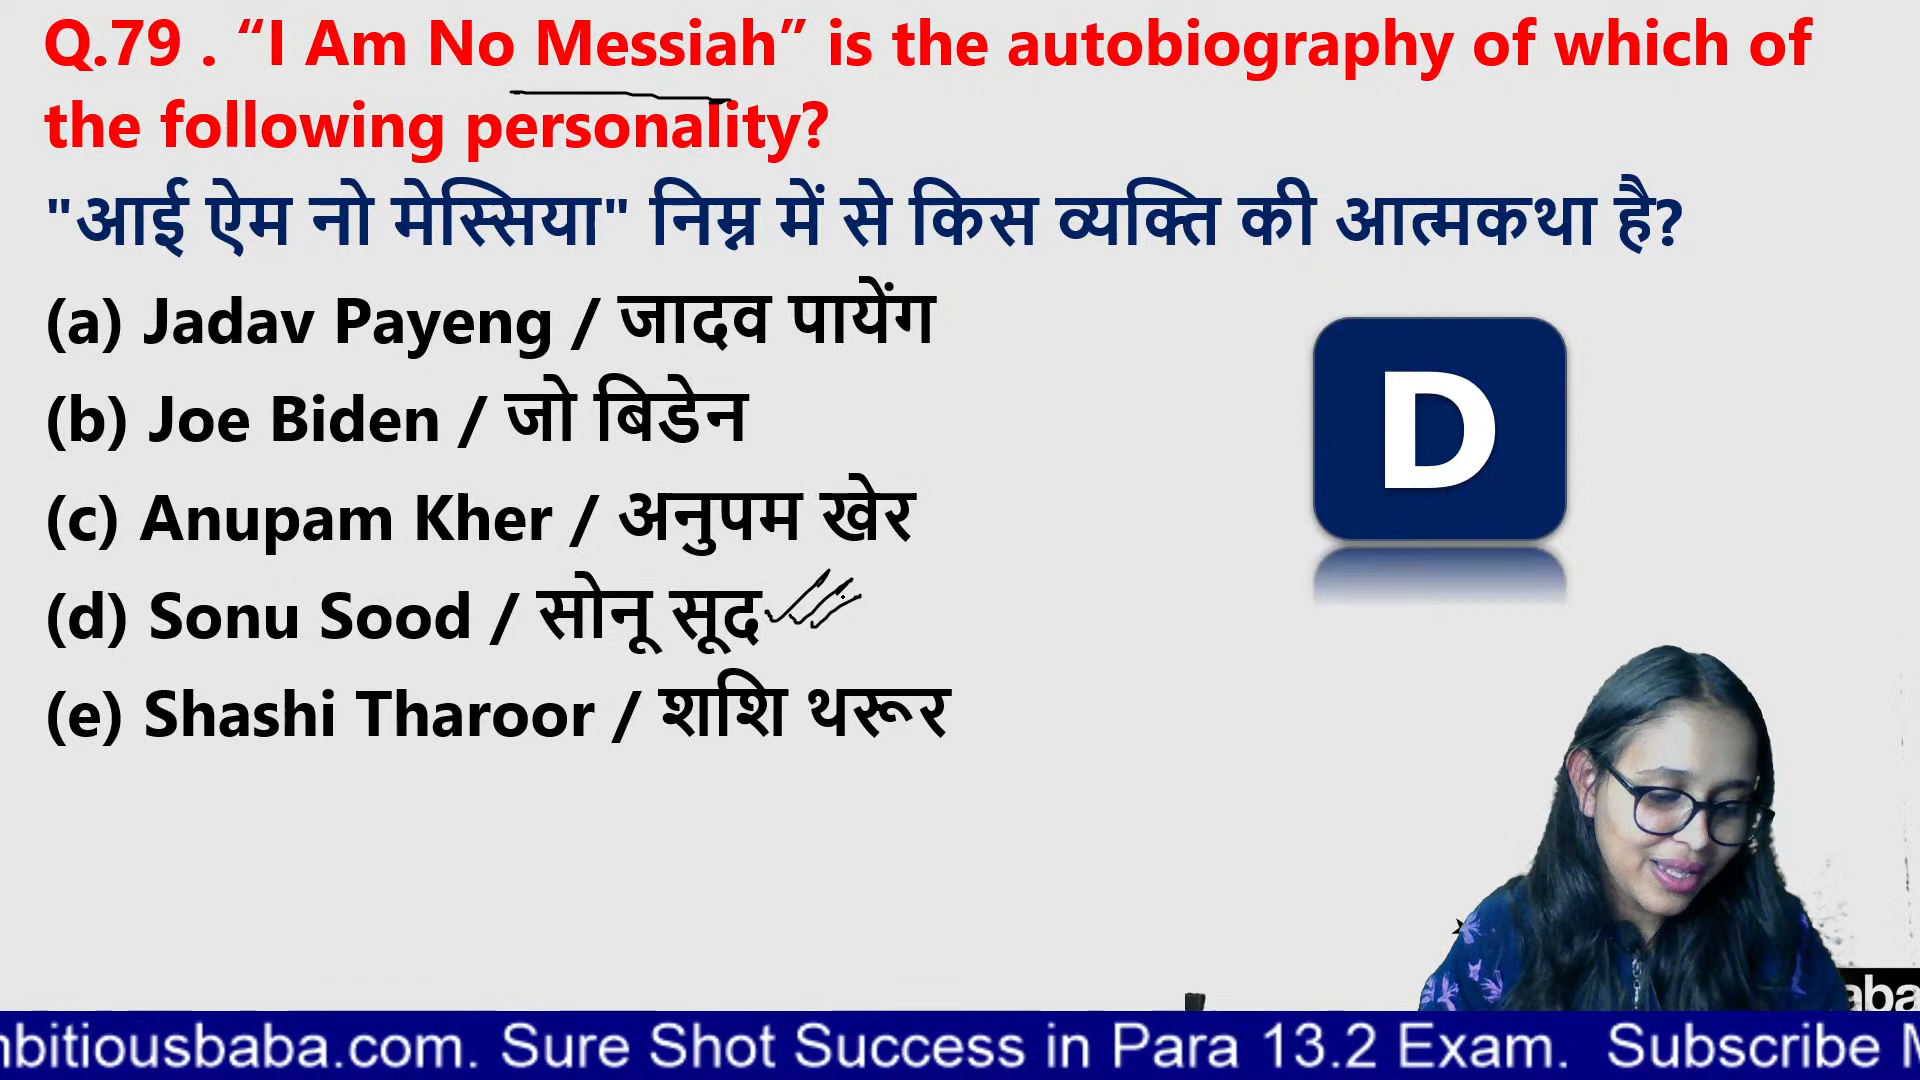 Q.79 . “I Am No Messiah” is the autobiography of which of
the following personality?
"आई ऐम नो मेस्सिया" निम्न में से किस व्यक्ति की आत्मकथा है?
(a) Jadav Payeng / जादव पायेंग
(b) Joe Biden / जो बिडेन
(c) Anupam Kher / अनुपम खेर
(d) Sonu Sood / सोनू सूद
(e) Shashi Tharoor / शशि थरूर
D
aba
mbitiousbaba.com. Sure Shot Success in Para 13.2 Exam. Subscribe M